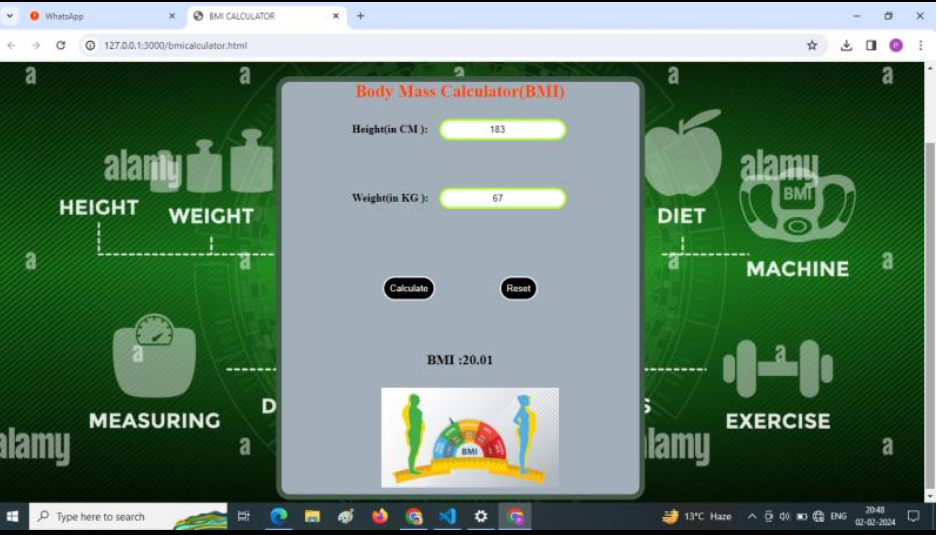 WhatsApp
BMI CALCULATOR
127.0.0.1:3000/bmicalculator.html
P
a a a a a
Body Mass Calculator(BMI)
Height(in CM ): 183
alamy
alamy
BMI
Weight(in KG ): 67
HEIGHT
WEIGHT
DIET
MACHINE
a a a a
Calculate
Reset
BMI :20.01
a
a
MEASURING
D
S
EXERCISE
BMI
alamy
a
alamy
a
Type here to search
13°C Haze
ENG
20:48
02-02-2024